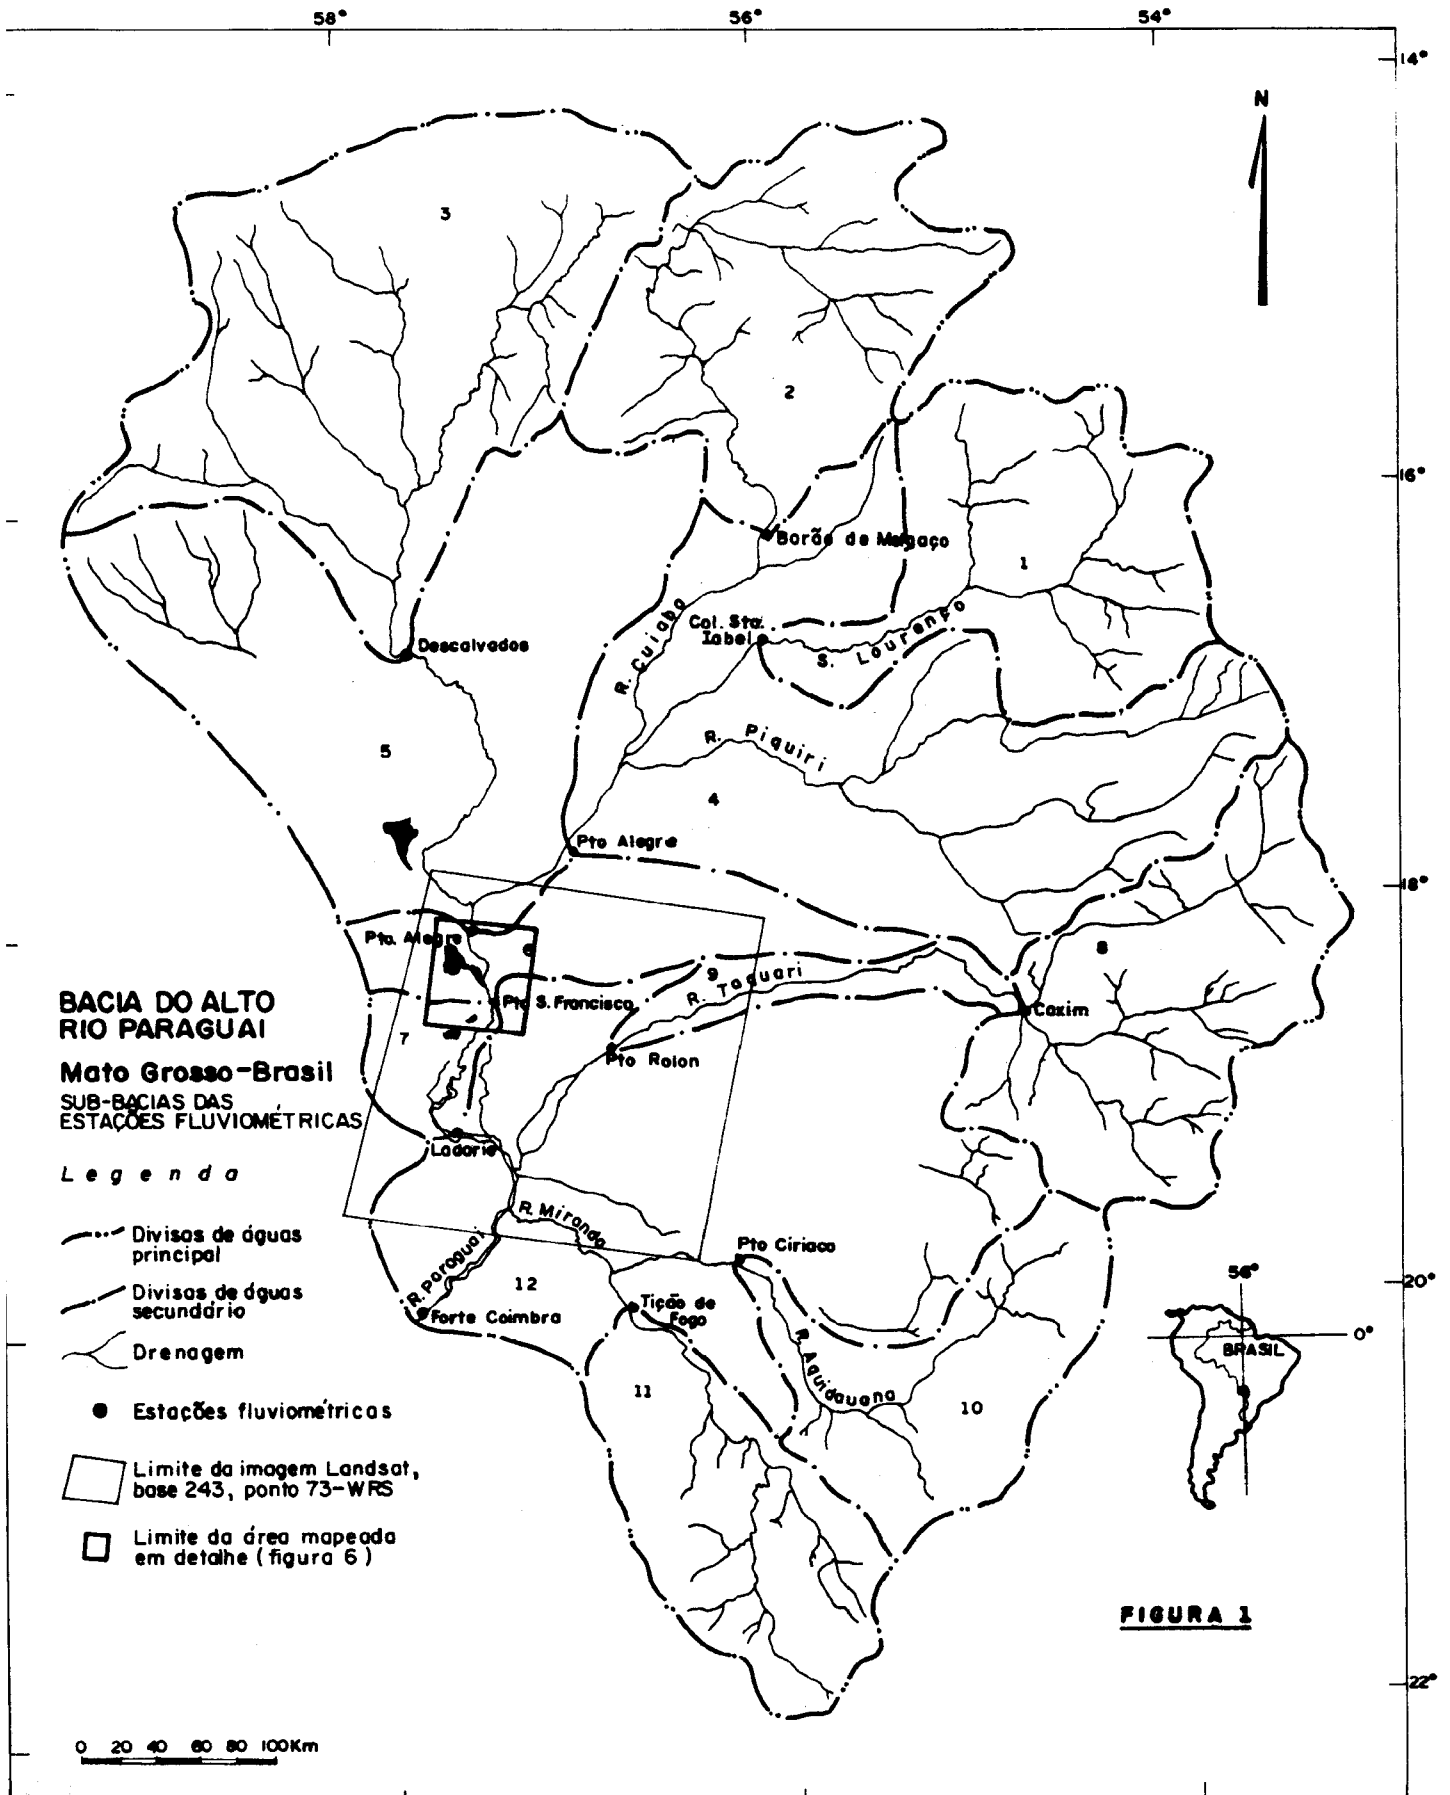 58°
56°
54°
14°
N
3
2
16°
Barão de Melgaço
1
R. Cuiaba
Col. Sta.
Isabel
S. Lourenço
Descalvados
5
R. Piquiri
4
Pto Alegre
18°
Pto. Alegre
6
8
9
R. Taquari
BACIA DO ALTO
RIO PARAGUAI
Pto S. Francisco
Coxim
7
Pto Rolon
Mato Grosso-Brasil
SUB-BACIAS DAS
ESTAÇÕES FLUVIOMÉTRICAS
Ladario
Legenda
R. Miranda
Divisas de águas
principal
R. Paraguai
Pto Ciriaco
12
20°
56°
Divisas de águas
secundário
Forte Coimbra
Tição de
Fogo
0°
BRASIL
Drenagem
R. Aquidauana
11
10
Estações fluviométricas
Limite da imagem Landsat,
base 243, ponto 73-WRS
Limite da área mapeada
em detalhe (figura 6)
FIGURA 1
22°
0 20 40 60 80 100Km